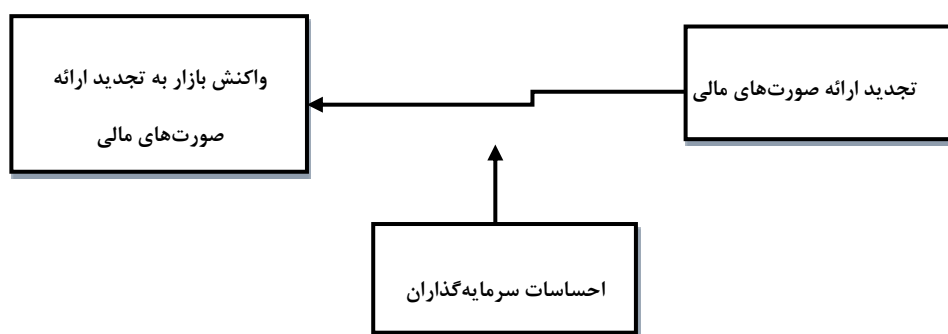 تجدید ارائه صورت‌های مالی
واکنش بازار به تجدید ارائه
صورت‌های مالی
احساسات سرمایه‌گذاران